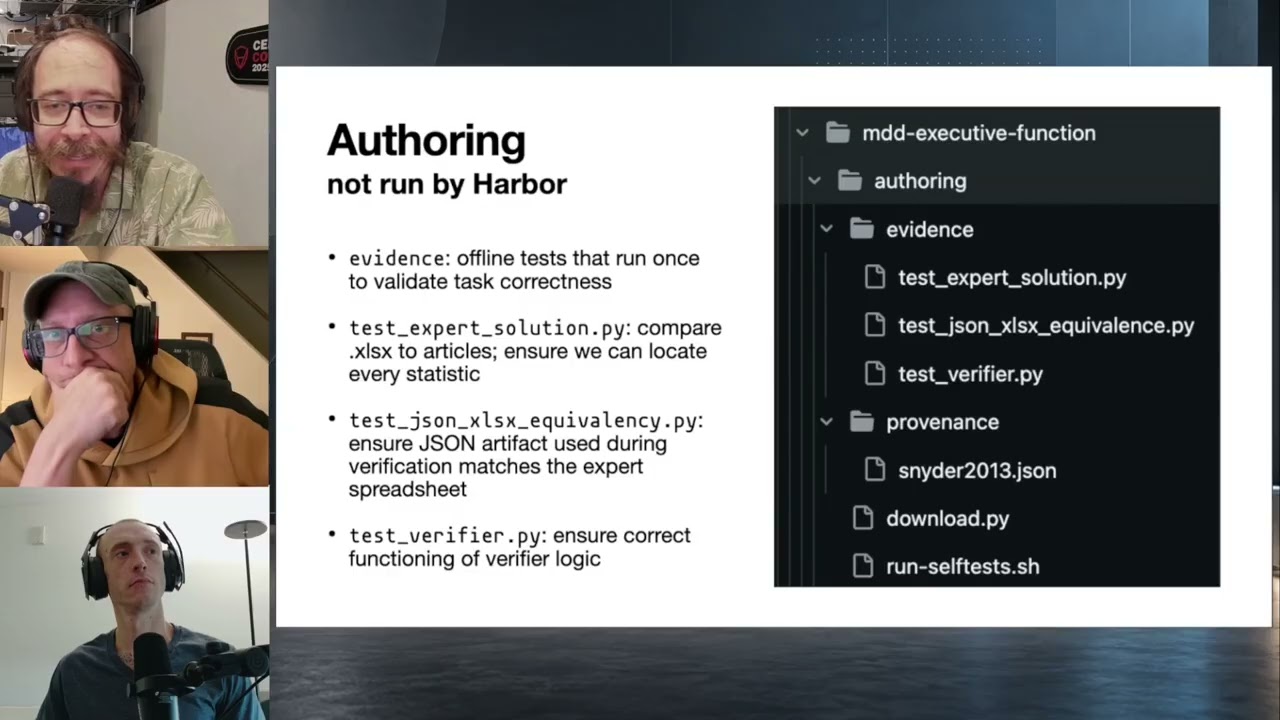 CE
CO
202
Authoring
not run by Harbor
• evidence: offline tests that run once
to validate task correctness
• test_expert_solution.py: compare
.xlsx to articles; ensure we can locate
every statistic
• test_json_xlsx_equivalency.py:
ensure JSON artifact used during
verification matches the expert
spreadsheet
• test_verifier.py: ensure correct
functioning of verifier logic
mdd-executive-function
authoring
evidence
test_expert_solution.py
test_json_xlsx_equivalence.py
test_verifier.py
provenance
snyder2013.json
download.py
run-selftests.sh